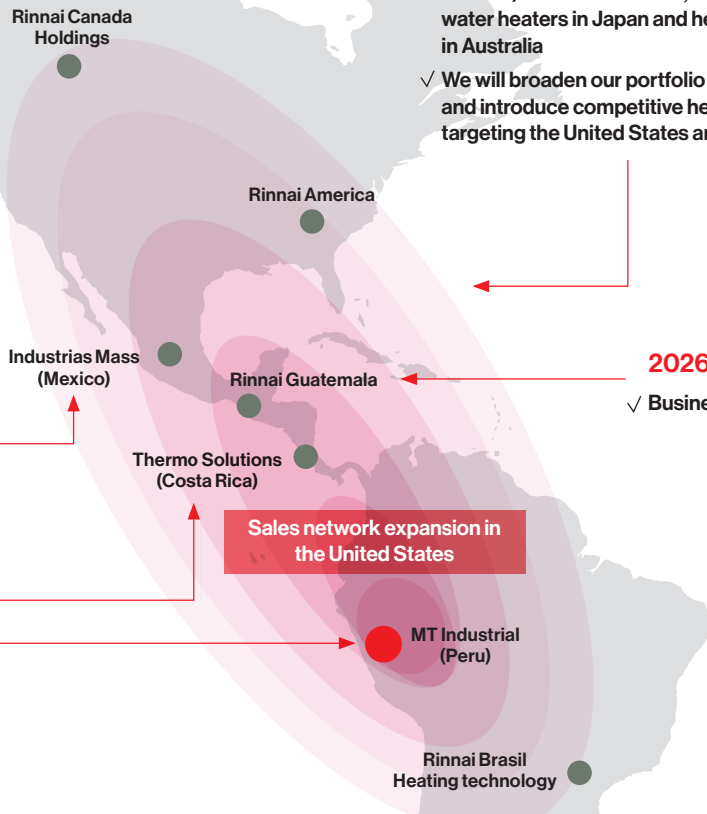 Rinnai Canada
Holdings
water heaters in Japan and he
in Australia
√ We will broaden our portfolio
and introduce competitive he
targeting the United States a
Rinnai America
Industrias Mass
(Mexico)
Rinnai Guatemala
2026
√ Busine
Thermo Solutions
(Costa Rica)
Sales network expansion in
the United States
MT Industrial
(Peru)
Rinnai Brasil
Heating technology